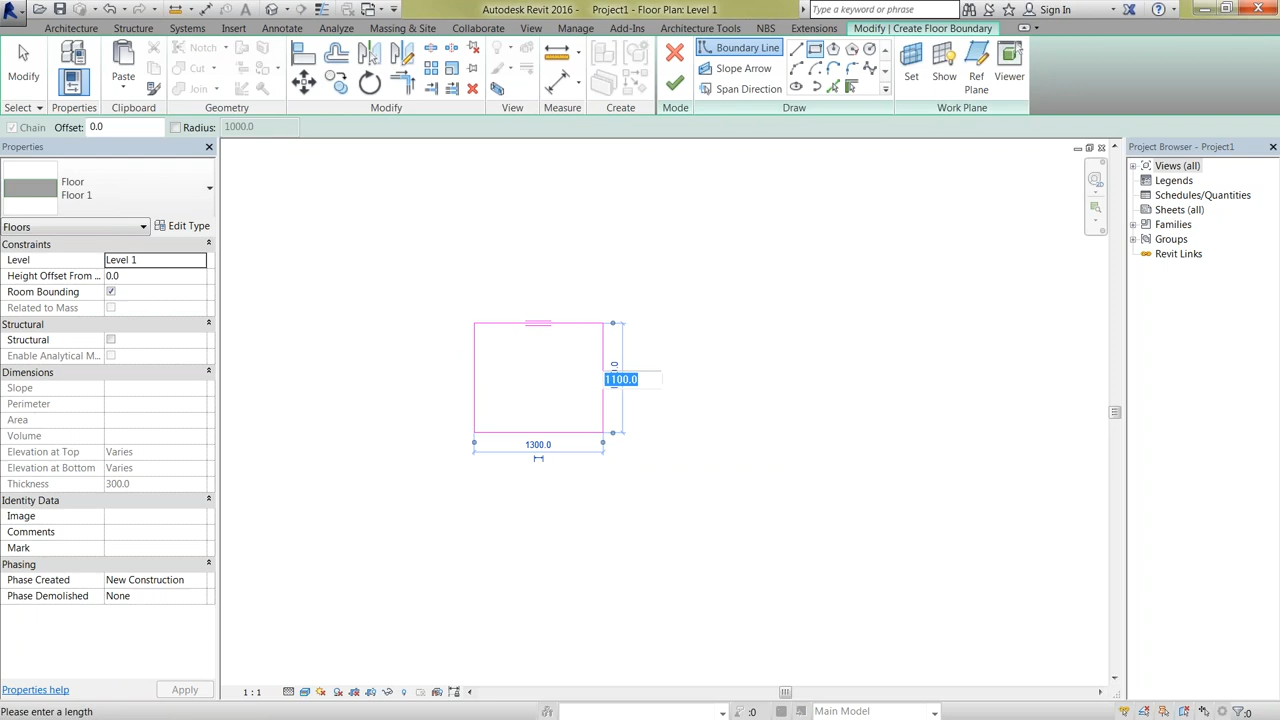 Autodesk Revit 2016 - Project1 - Floor Plan: Level 1
Type a keyword or phrase
Sign In
Architecture
Structure
Systems
Insert
Annotate
Analyze
Massing & Site
Collaborate
View
Manage
Add-Ins
Architecture Tools
NBS
Extensions
Modify | Create Floor Boundary
Modify
Properties
Paste
Notch
Cut
Join
Boundary Line
Slope Arrow
Span Direction
Set
Show
Ref
Plane
Viewer
Select
Properties
Clipboard
Geometry
Modify
View
Measure
Create
Mode
Draw
Work Plane
Chain
Offset: 0.0
Radius: 1000.0
Properties
Floor
Floor 1
Floors
Edit Type
Constraints
Level Level 1
Height Offset From ... 0.0
Room Bounding
Related to Mass
Structural
Structural
Enable Analytical M...
Dimensions
Slope
Perimeter
Area
Volume
Elevation at Top Varies
Elevation at Bottom Varies
Thickness 300.0
Identity Data
Image
Comments
Mark
Phasing
Phase Created New Construction
Phase Demolished None
Properties help
Apply
1100.0
1300.0
2D
Project Browser - Project1
Views (all)
Legends
Schedules/Quantities
Sheets (all)
Families
Groups
Revit Links
1 : 1
Please enter a length
:0
Main Model
:0